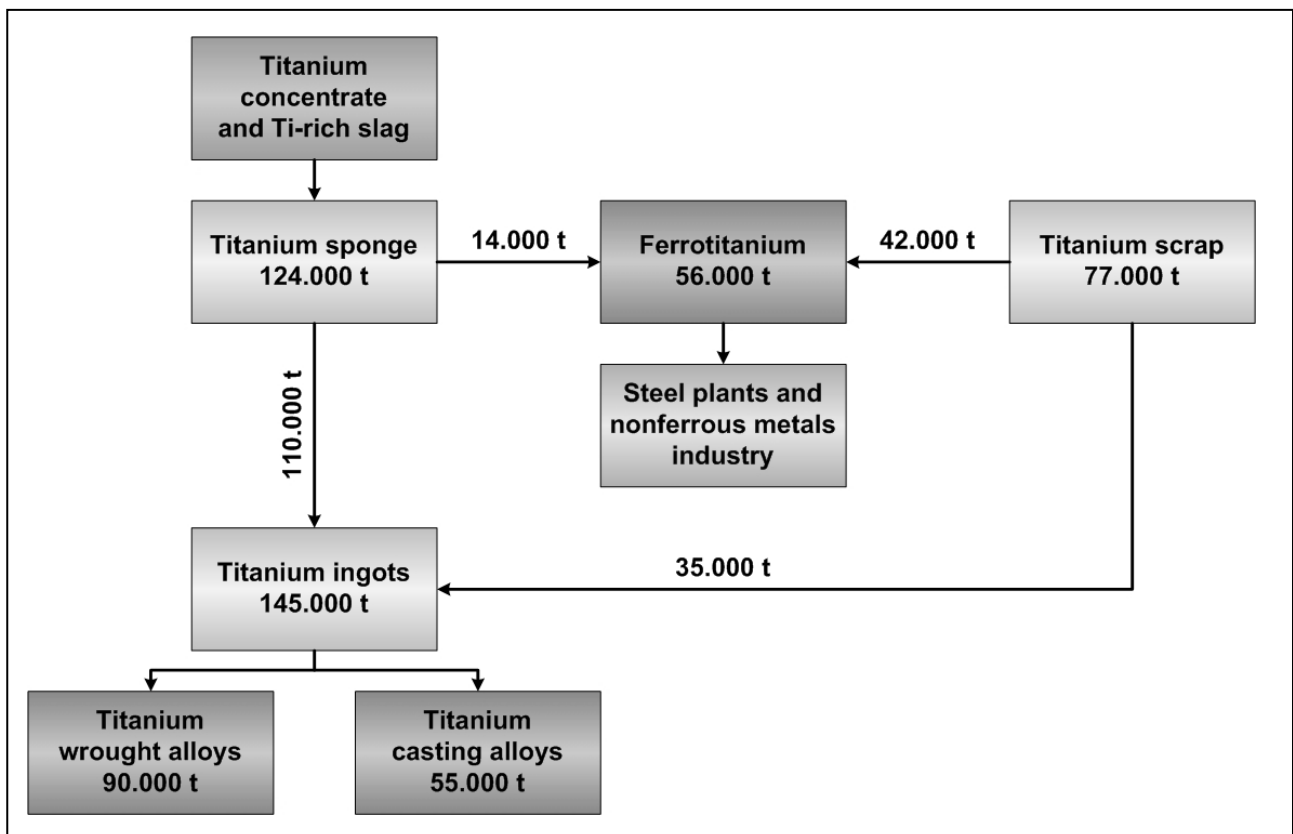 Titanium
concentrate
and Ti-rich slag
Titanium sponge
124.000 t
14.000 t
Ferrotitanium
56.000 t
42.000 t
Titanium scrap
77.000 t
Steel plants and
nonferrous metals
industry
110.000 t
Titanium ingots
145.000 t
35.000 t
Titanium
wrought alloys
90.000 t
Titanium
casting alloys
55.000 t